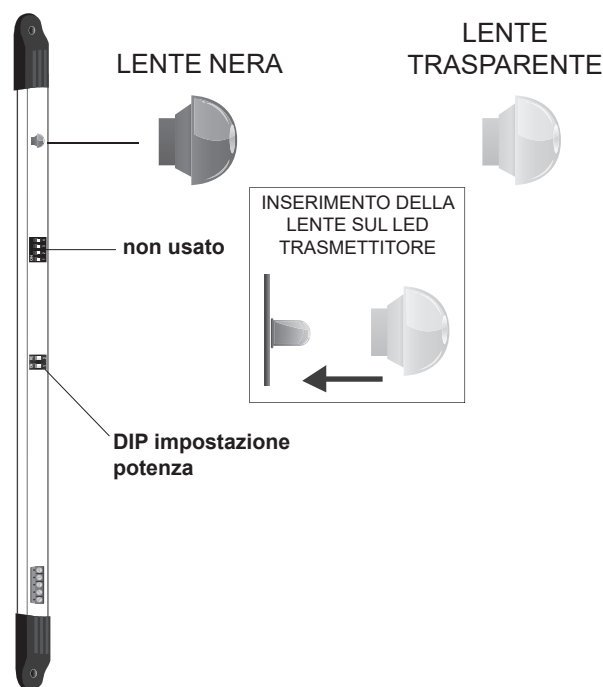 LENTE NERA
LENTE
TRASPARENTE
INSERIMENTO DELLA
LENTE SUL LED
TRASMETTITORE
non usato
DIP impostazione
potenza